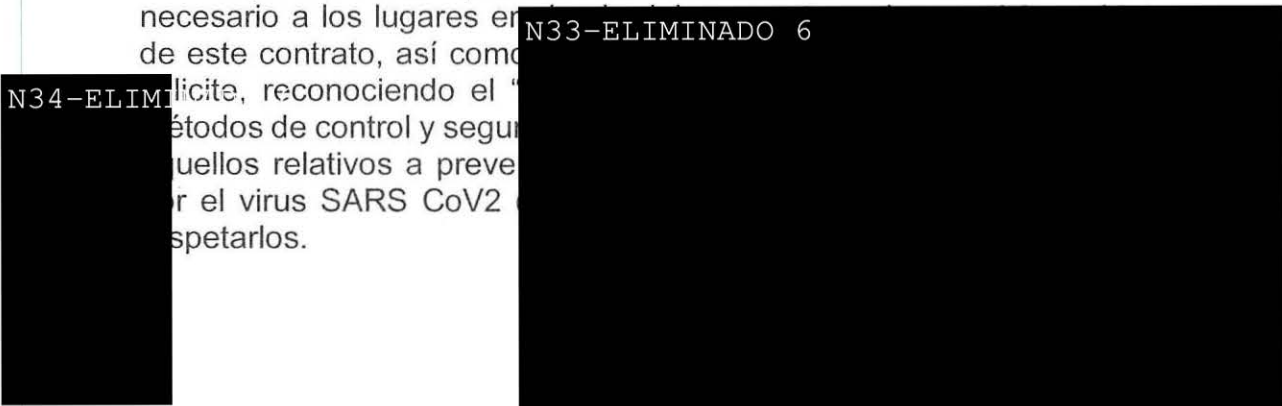 necesario a los lugares en
N33-ELIMINADO 6
de este contrato, así como
N34-ELIMI
licite, reconociendo el “
étodos de control y segur
uellos relativos a preve
r el virus SARS CoV2
spetarlos.